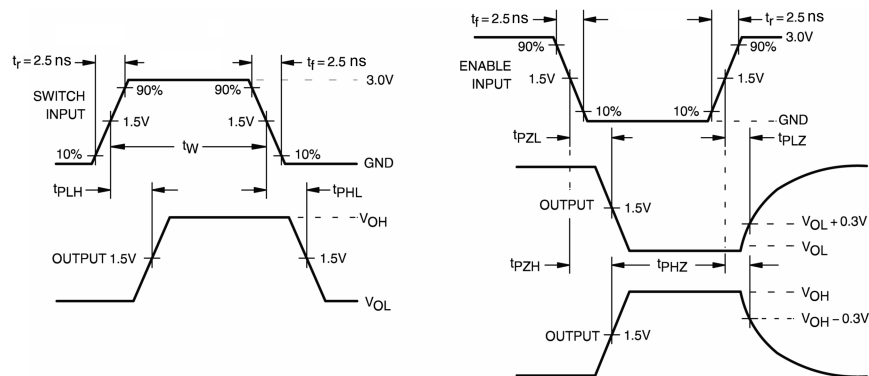 tr = 2.5 ns
tf = 2.5 ns
3.0V
SWITCH
INPUT
90%
90%
1.5V
1.5V
tW
10%
10%
GND
tPLH
tPHL
VOH
OUTPUT 1.5V
1.5V
VOL
tf = 2.5 ns
tr = 2.5 ns
3.0V
90%
90%
ENABLE
INPUT
1.5V
1.5V
10%
10%
GND
tPZL
tPLZ
OUTPUT
1.5V
VOL + 0.3V
VOL
tPZH
tPHZ
VOH
VOH – 0.3V
OUTPUT
1.5V